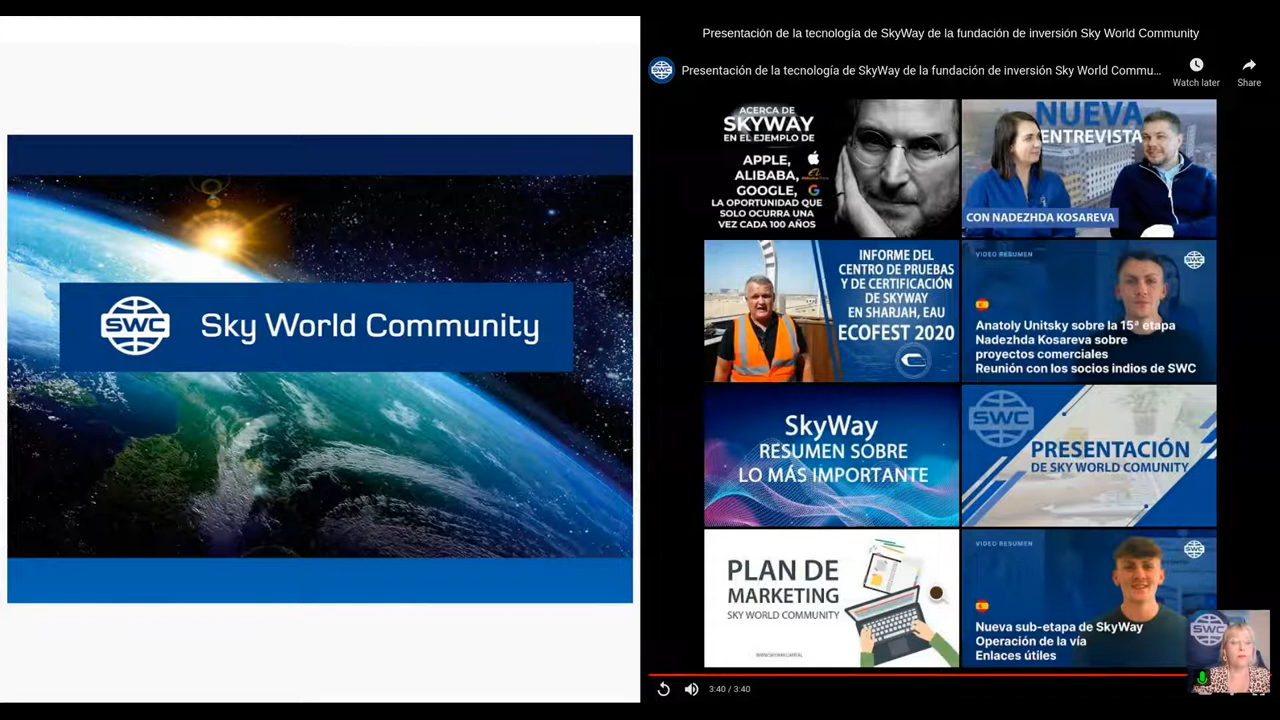 SWC Sky World Community
Presentación de la tecnología de SkyWay de la fundación de inversión Sky World Community
SWC
Presentación de la tecnología de SkyWay de la fundación de inversión Sky World Commu...
Watch later
Share
ACERCA DE
SKYWAY
EN EL EJEMPLO DE
APPLE,
ALIBABA,
GOOGLE,
LA OPORTUNIDAD QUE
SOLO OCURRA UNA
VEZ CADA 100 AÑOS
NUEVA
ENTREVISTA
CON NADEZHDA KOSAREVA
INFORME DEL
CENTRO DE PRUEBAS
Y DE CERTIFICACIÓN
DE SKYWAY
EN SHARJAH, EAU
ECOFEST 2020
VIDEO RESUMEN
SWC
Anatoly Unitsky sobre la 15ª etapa
Nadezhda Kosareva sobre
proyectos comerciales
Reunión con los socios indios de SWC
SkyWay
RESUMEN SOBRE
LO MÁS IMPORTANTE
SWC
PRESENTACIÓN
DE SKY WORLD COMUNITY
PLAN DE
MARKETING
SKY WORLD COMMUNITY
VIDEO RESUMEN
SWC
Nueva sub-etapa de SkyWay
Operación de la vía
Enlaces útiles
SWC
3:40 / 3:40